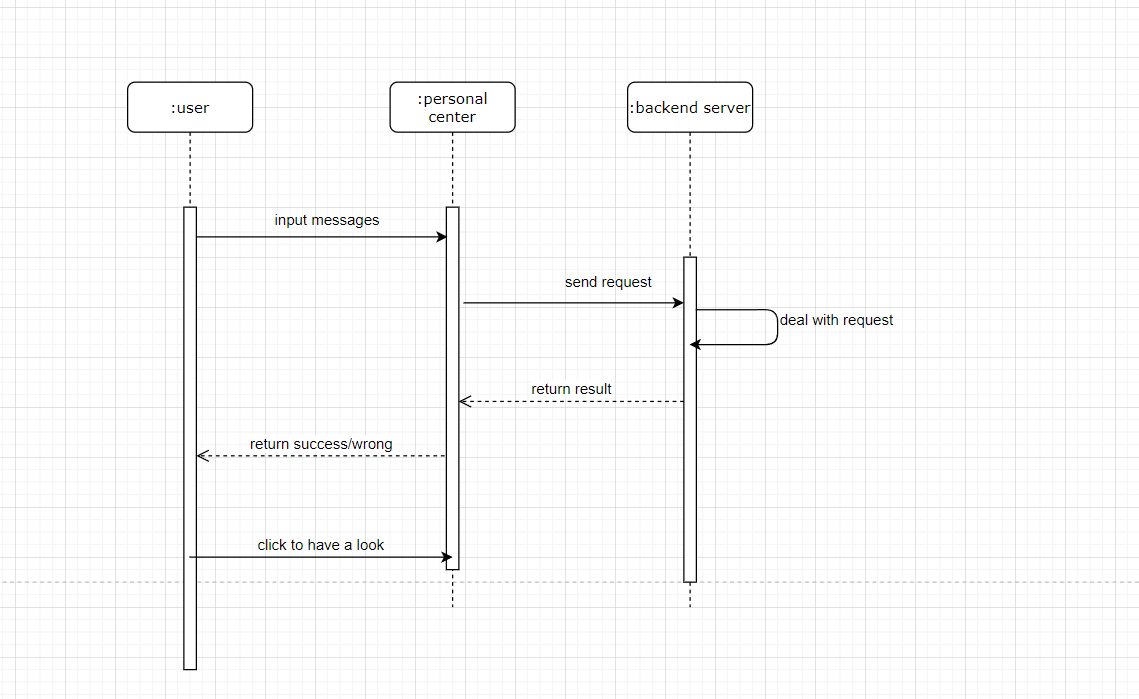 :user
:personal
center
:backend server
input messages
send request
deal with request
return result
return success/wrong
click to have a look